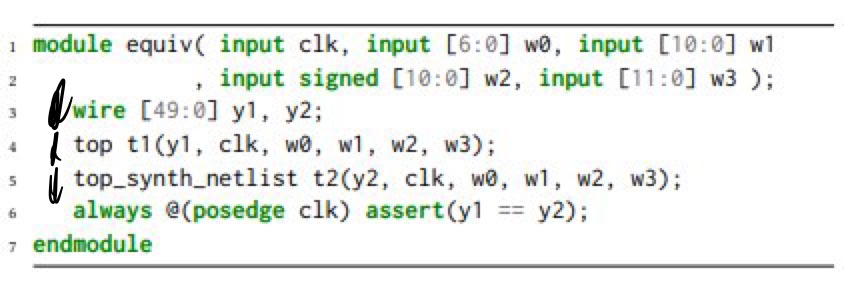 1 module equiv( input clk, input [6:0] w0, input [10:0] w1
2 , input signed [10:0] w2, input [11:0] w3 );
3 wire [49:0] y1, y2;
4 top t1(y1, clk, w0, w1, w2, w3);
5 top_synth_netlist t2(y2, clk, w0, w1, w2, w3);
6 always @(posedge clk) assert(y1 == y2);
7 endmodule